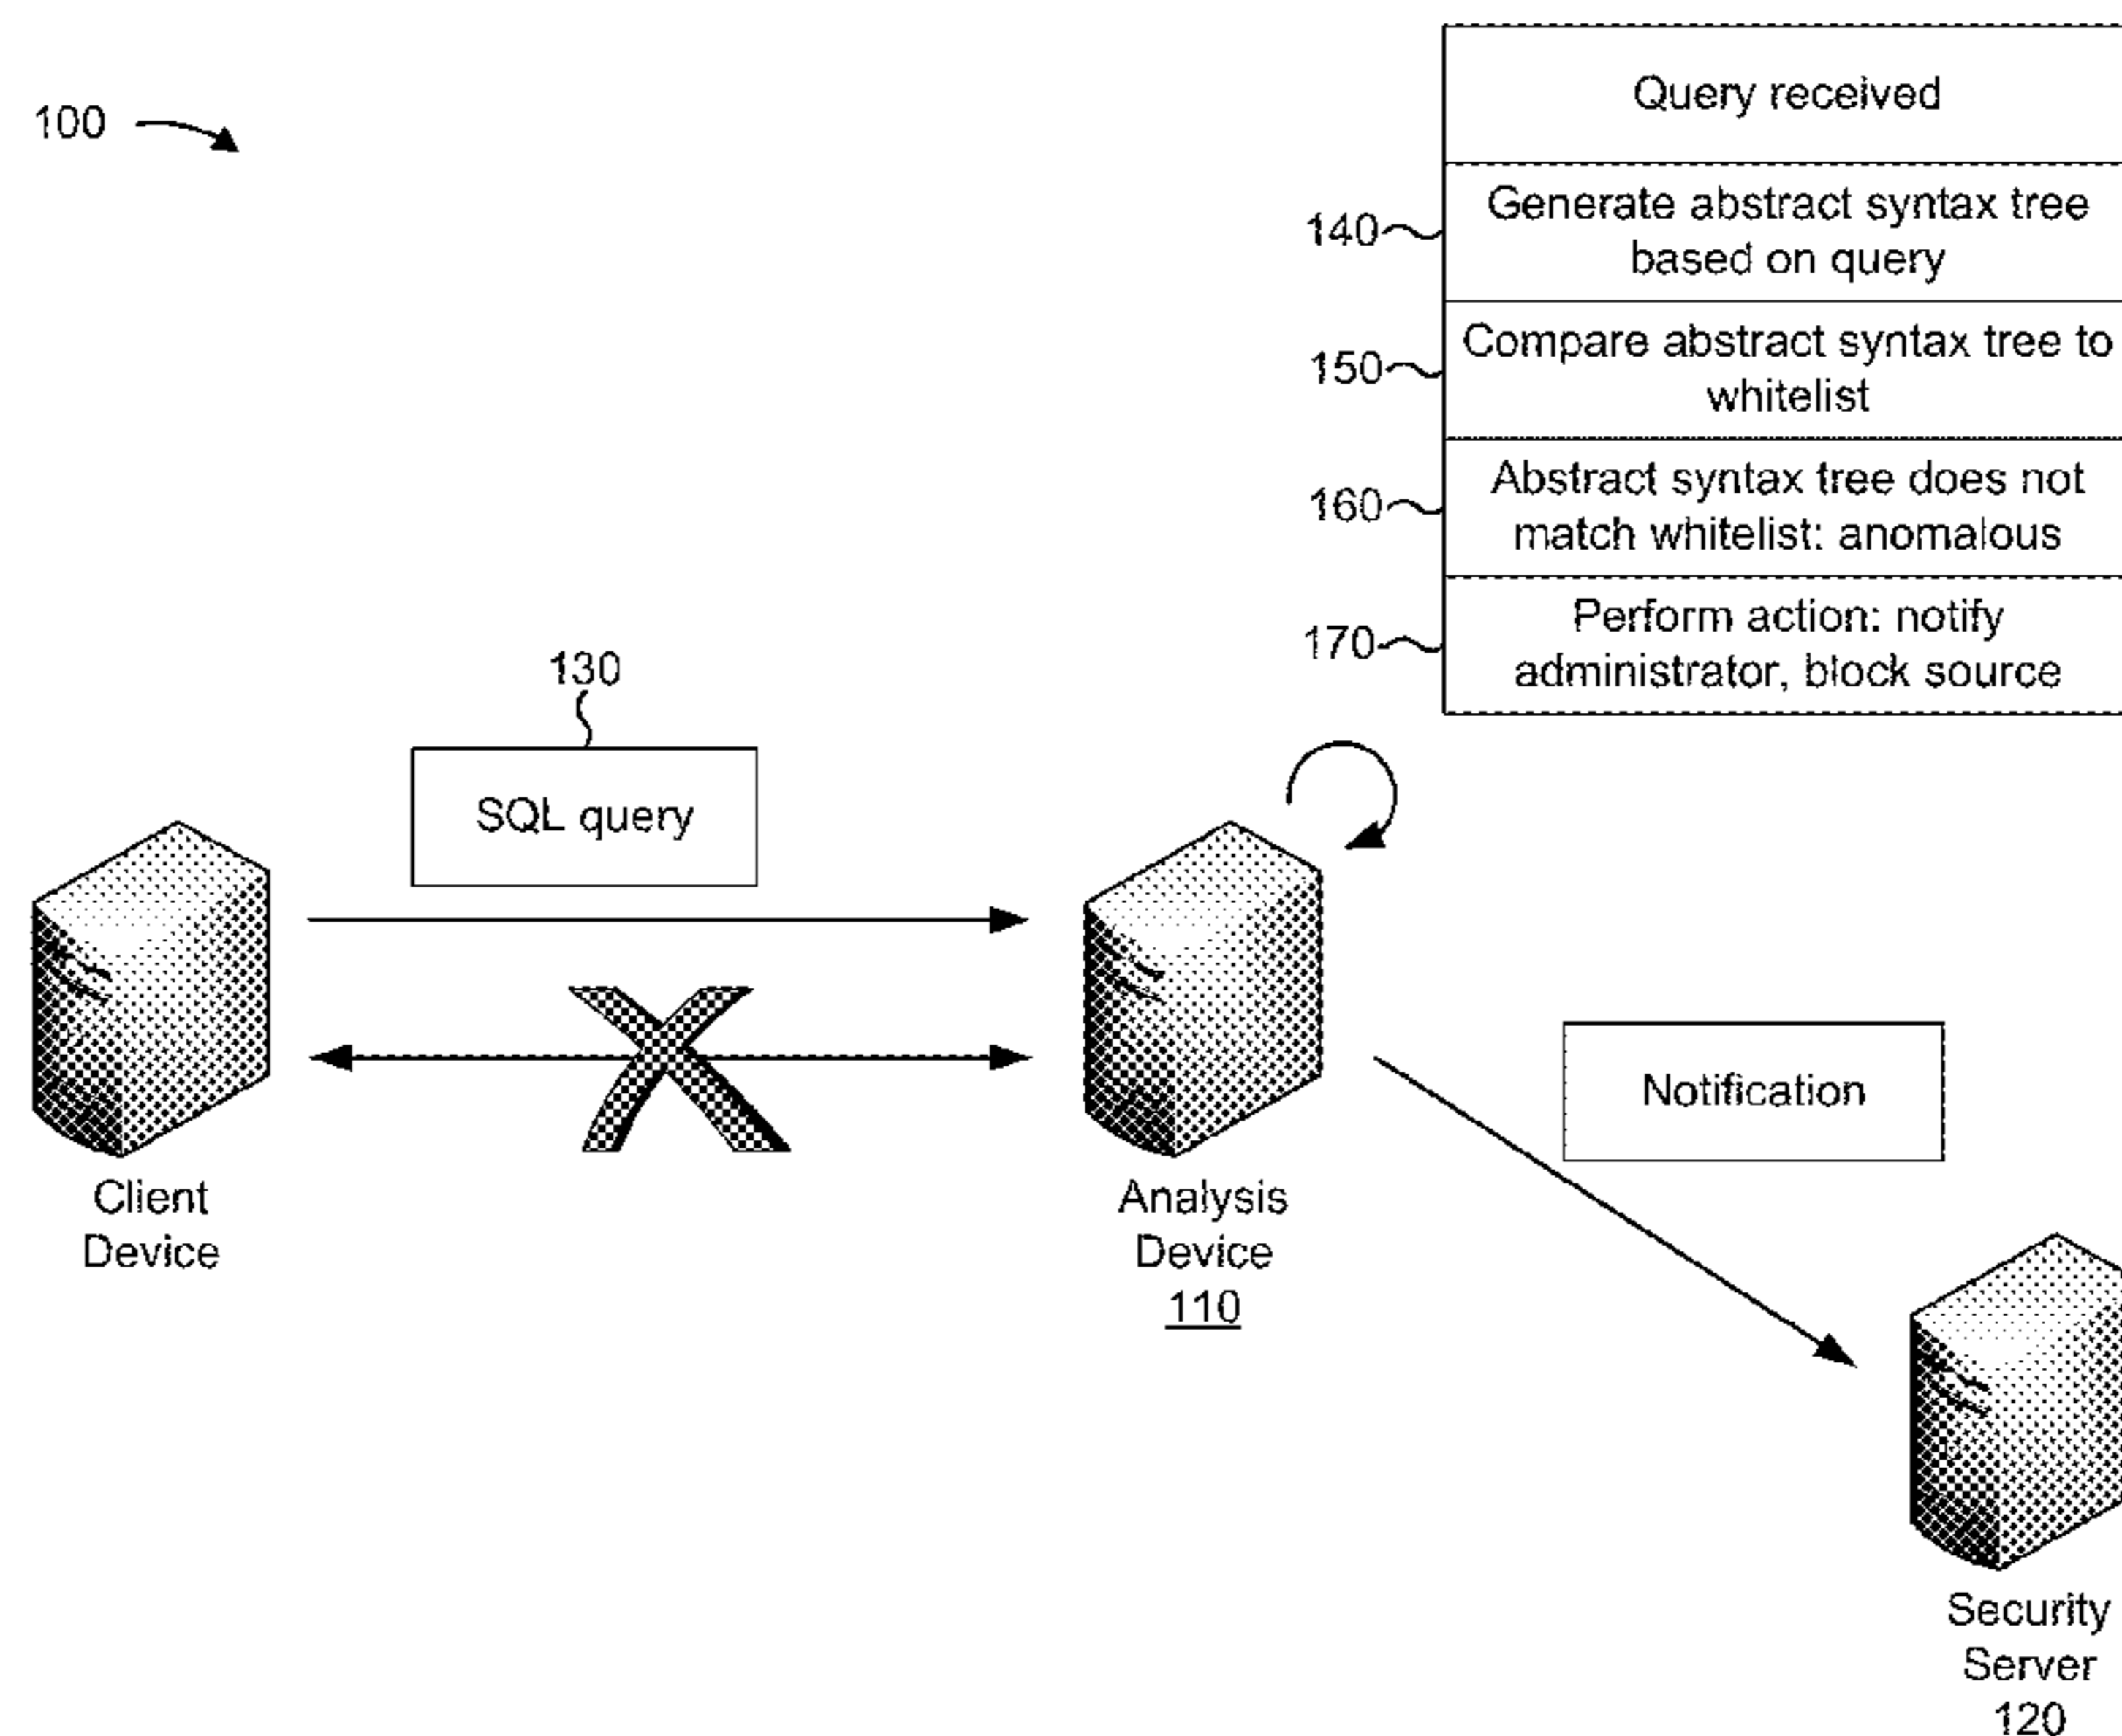 100
Query received
140
Generate abstract syntax tree
based on query
150
Compare abstract syntax tree to
whitelist
160
Abstract syntax tree does not
match whitelist: anomalous
170
Perform action: notify
administrator, block source
130
SQL query
Notification
Client
Device
Analysis
Device
110
Security
Server
120